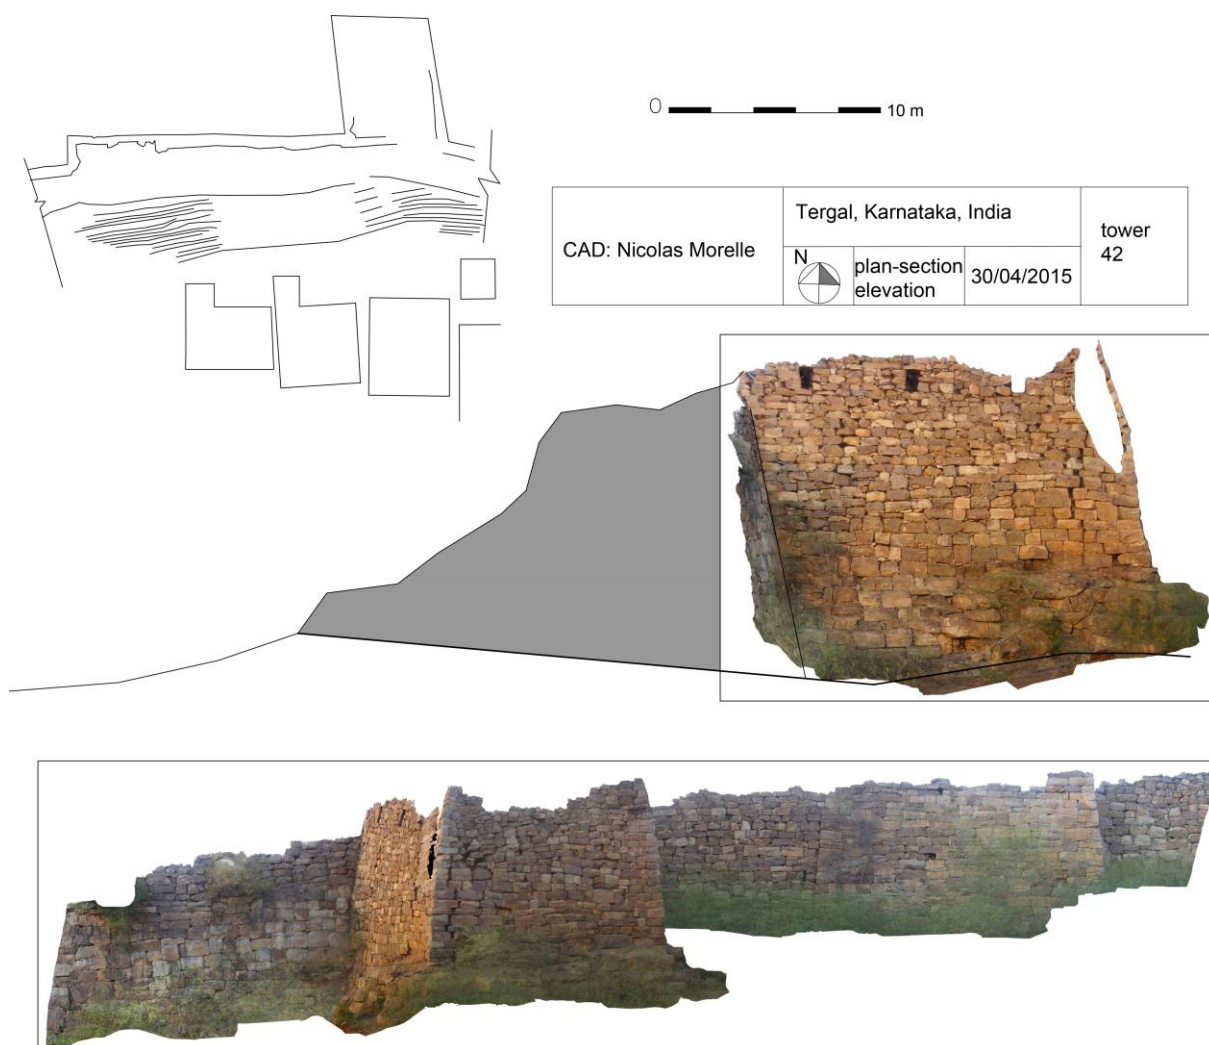 0 10 m
CAD: Nicolas Morelle
Tergal, Karnataka, India
N
plan-section
elevation
30/04/2015
tower
42